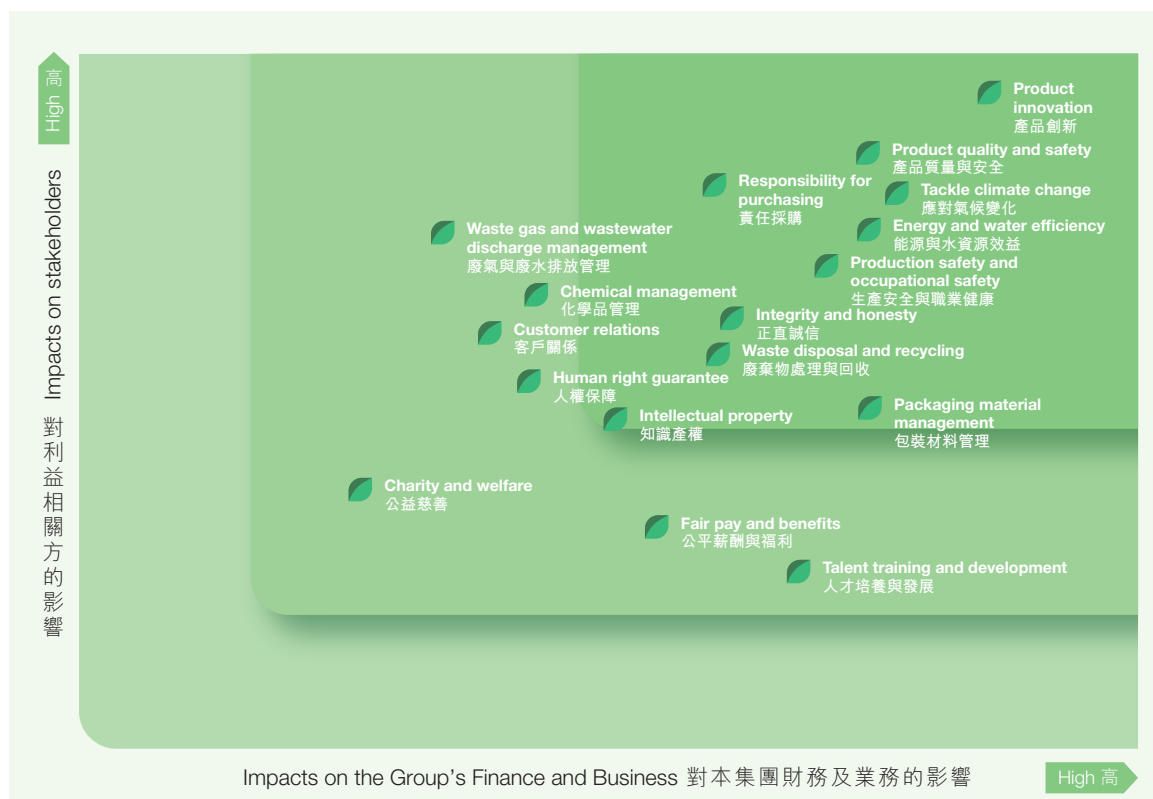 High 高
Impacts on stakeholders
對利益相關方的影響
Product
innovation
產品創新
Product quality and safety
產品質量與安全
Responsibility for
purchasing
責任採購
Tackle climate change
應對氣候變化
Waste gas and wastewater
discharge management
廢氣與廢水排放管理
Energy and water efficiency
能源與水資源效益
Production safety and
occupational safety
生產安全與職業健康
Chemical management
化學品管理
Integrity and honesty
正直誠信
Customer relations
客戶關係
Waste disposal and recycling
廢棄物處理與回收
Human right guarantee
人權保障
Packaging material
management
包裝材料管理
Intellectual property
知識產權
Charity and welfare
公益慈善
Fair pay and benefits
公平薪酬與福利
Talent training and development
人才培養與發展
Impacts on the Group's Finance and Business 對本集團財務及業務的影響
High 高